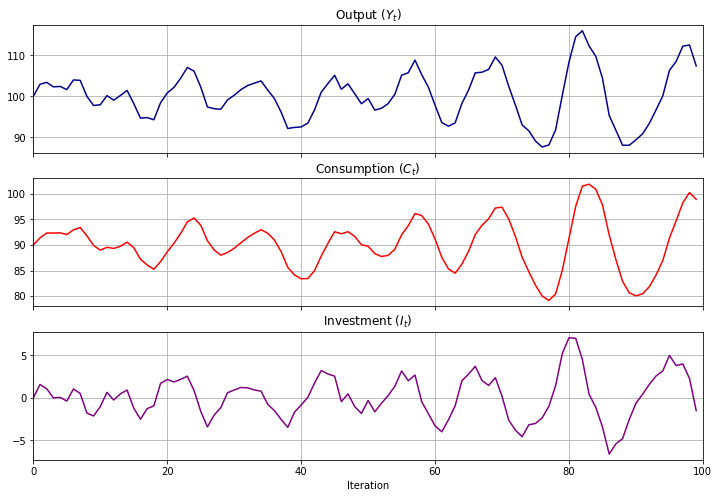 Output (Y_t)
110
100
90
Consumption (C_t)
100
95
90
85
80
Investment (I_t)
5
0
−5
0 20 40 60 80 100
Iteration